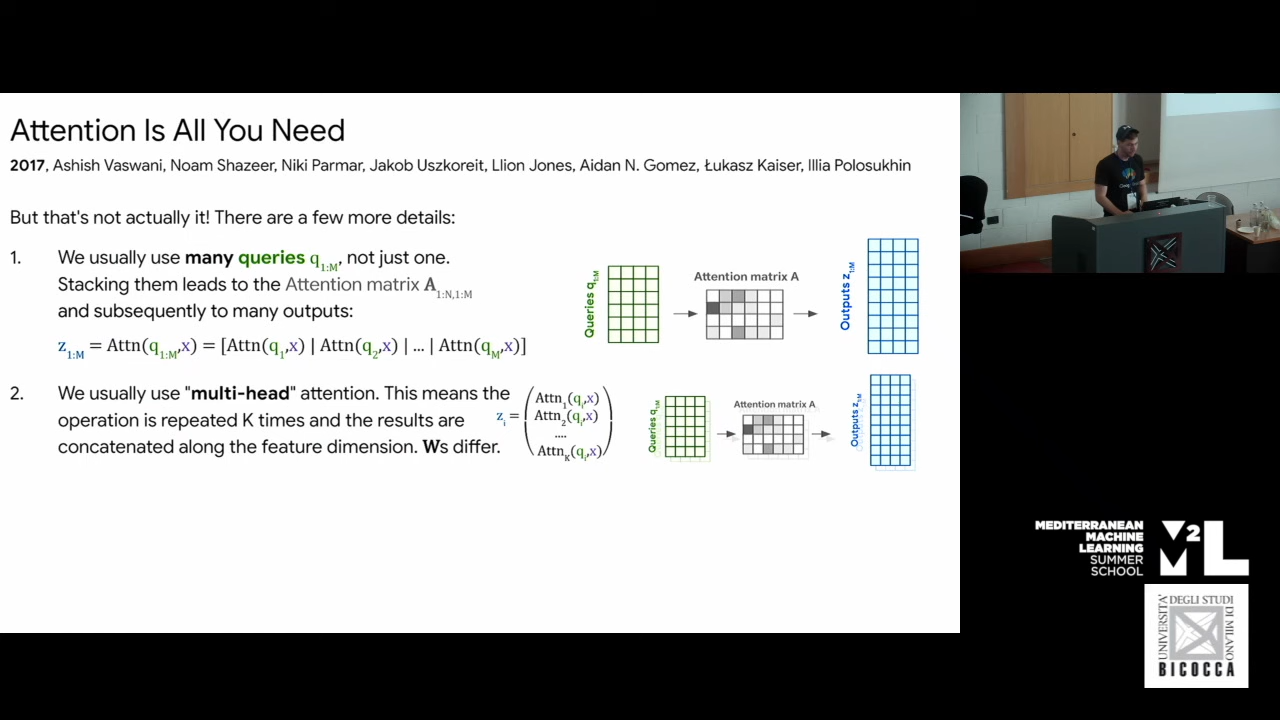 Attention Is All You Need
2017, Ashish Vaswani, Noam Shazeer, Niki Parmar, Jakob Uszkoreit, Llion Jones, Aidan N. Gomez, Łukasz Kaiser, Illia Polosukhin
But that's not actually it! There are a few more details:
1. We usually use many queries q1:M, not just one.
Stacking them leads to the Attention matrix A1:N,1:M
and subsequently to many outputs:
z1:M = Attn(q1:M,x) = [Attn(q1,x) | Attn(q2,x) | ... | Attn(qM,x)]
Queries q1:M
Attention matrix A
Outputs z1:M
2. We usually use "multi-head" attention. This means the
operation is repeated K times and the results are
concatenated along the feature dimension. Ws differ.
zi =
Attn1(qi,x)
Attn2(qi,x)
....
AttnK(qi,x)
Queries q1:M
Attention matrix A
Outputs z1:M
MEDITERRANEAN
MACHINE
LEARNING
SUMMER
SCHOOL
M2L
UNIVERSITÀ
DEGLI STUDI
DI MILANO
BICOCCA